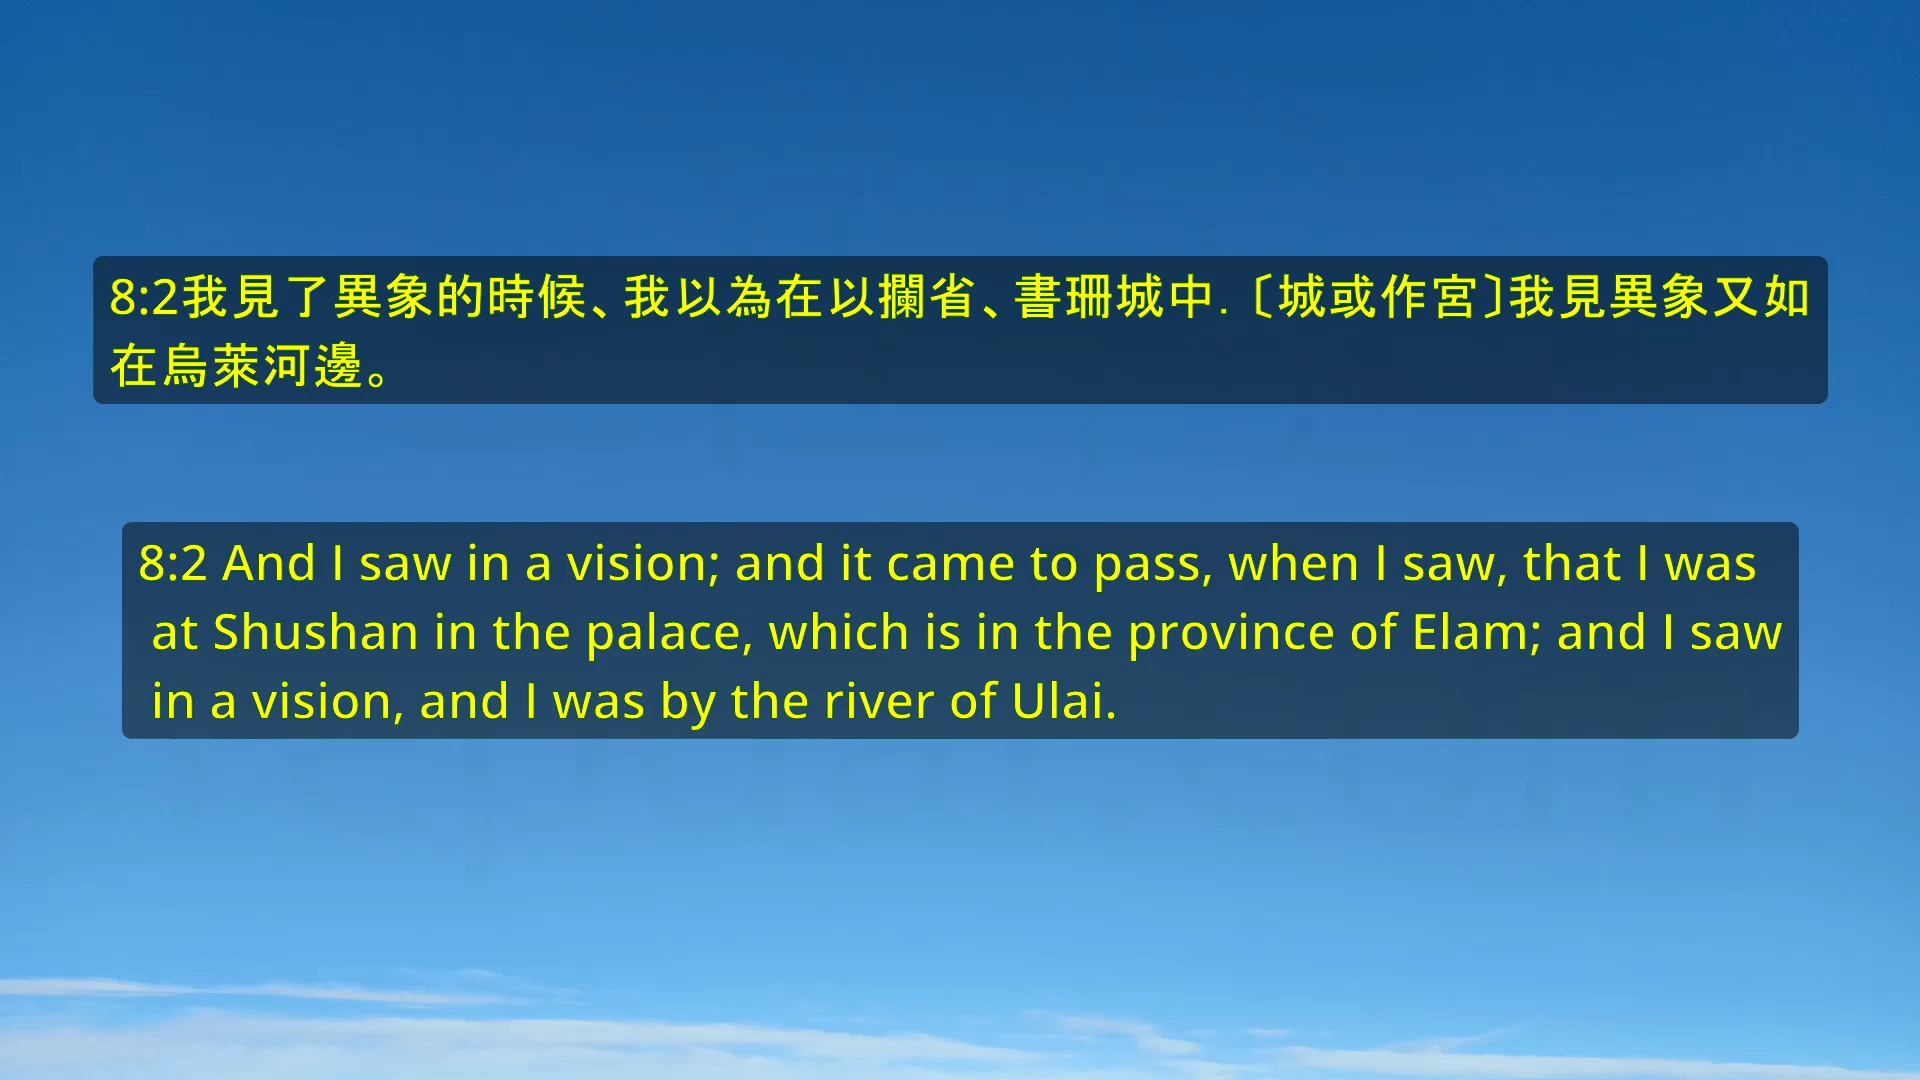 8:2我見了異象的時候、我以為在以攔省、書珊城中．〔城或作宮〕我見異象又如
在烏萊河邊。
8:2 And I saw in a vision; and it came to pass, when I saw, that I was
at Shushan in the palace, which is in the province of Elam; and I saw
in a vision, and I was by the river of Ulai.